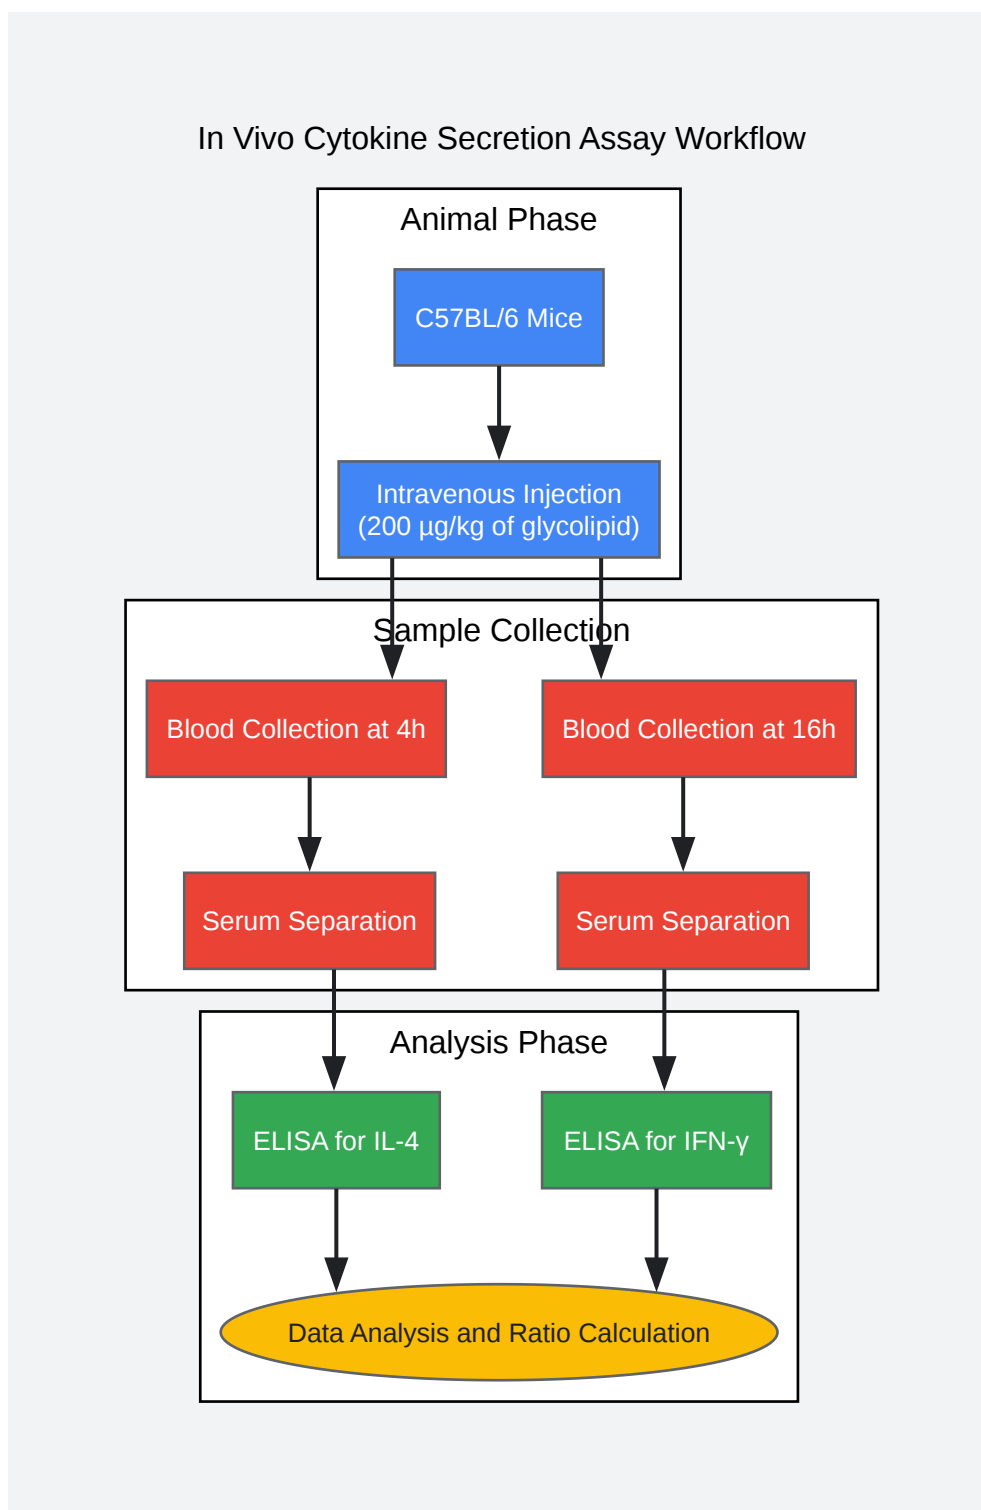 In Vivo Cytokine Secretion Assay Workflow
Animal Phase
C57BL/6 Mice
Intravenous Injection
(200 µg/kg of glycolipid)
Sample Collection
Blood Collection at 4h
Blood Collection at 16h
Serum Separation
Serum Separation
Analysis Phase
ELISA for IL-4
ELISA for IFN-γ
Data Analysis and Ratio Calculation